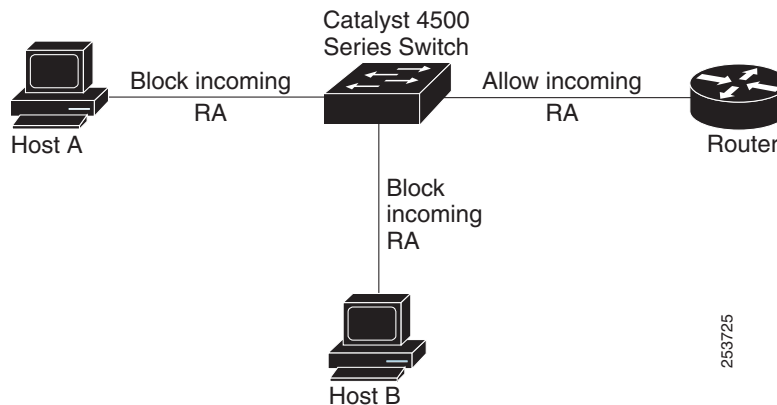 Catalyst 4500
Series Switch
Block incoming
RA
Allow incoming
RA
Host A
Router
Block
incoming
RA
Host B
253725